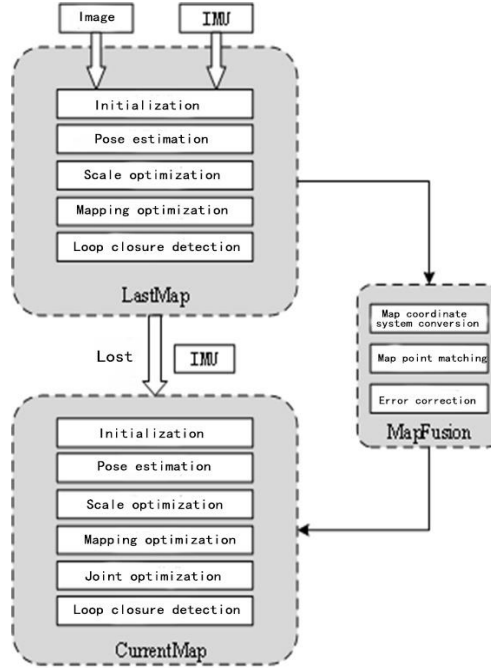 Image
IMU
Initialization
Pose estimation
Scale optimization
Mapping optimization
Loop closure detection
LastMap
Lost
IMU
Map coordinate
system conversion
Map point matching
Error correction
MapFusion
Initialization
Pose estimation
Scale optimization
Mapping optimization
Joint optimization
Loop closure detection
CurrentMap